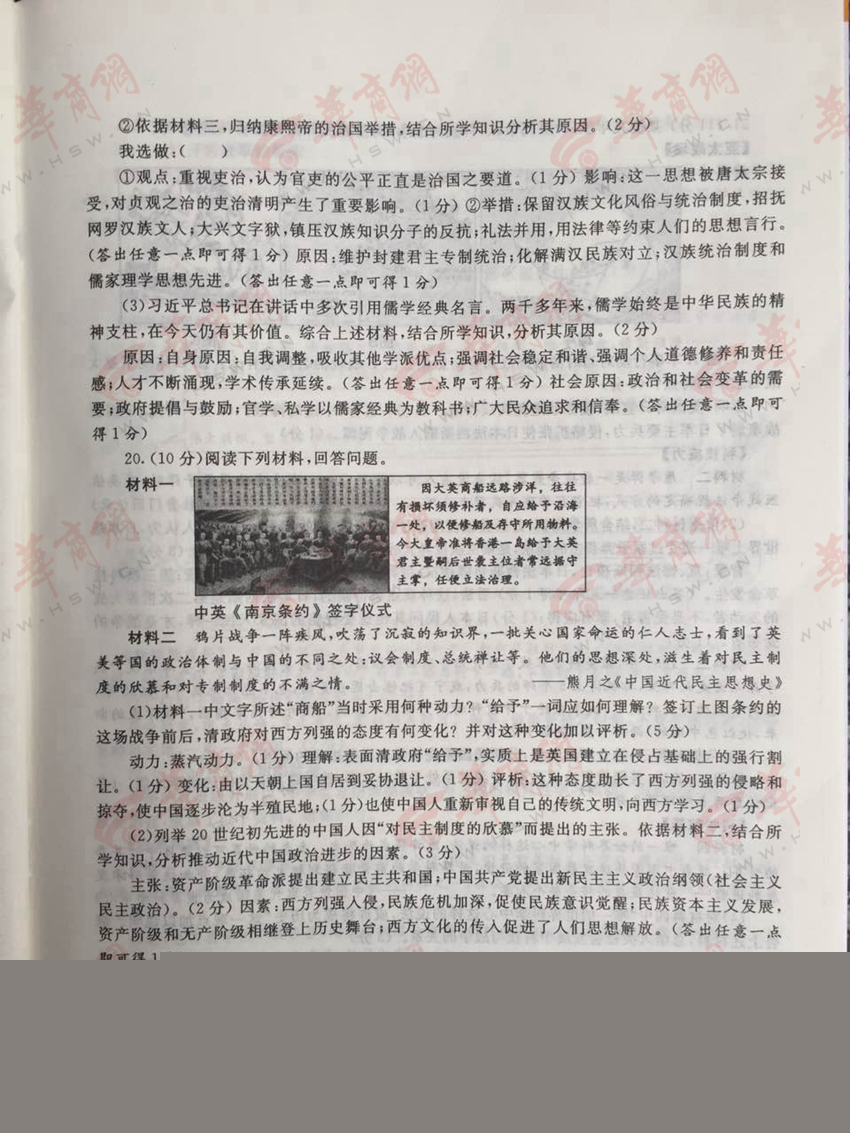 ②依据材料三,归纳康熙帝的治国举措,结合所学知识分析其原因。(2分)
我选做:(　　)
①观点:重视吏治,认为官吏的公平正直是治国之要道。(1分) 影响:这一思想被唐太宗接
受,对贞观之治的吏治清明产生了重要影响。(1分) ②举措:保留汉族文化风俗与统治制度,招抚
网罗汉族文人;大兴文字狱,镇压汉族知识分子的反抗;礼法并用,用法律等约束人们的思想言行。
(答出任意一点即可得1分) 原因:维护封建君主专制统治;化解满汉民族对立;汉族统治制度和
儒家理学思想先进。(答出任意一点即可得1分)
(3)习近平总书记在讲话中多次引用儒学经典名言。两千多年来,儒学始终是中华民族的精
神支柱,在今天仍有其价值。综合上述材料,结合所学知识,分析其原因。(2分)
原因:自身原因:自我调整,吸收其他学派优点;强调社会稳定和谐、强调个人道德修养和责任
感;人才不断涌现,学术传承延续。(答出任意一点即可得1分) 社会原因:政治和社会变革的需
要;政府提倡与鼓励;官学、私学以儒家经典为教科书;广大民众追求和信奉。(答出任意一点即可
得1分)
20.(10分)阅读下列材料,回答问题。
材料一
因大英商船远路涉洋,往往
有损坏须修补者,自应给予沿海
一处,以便修船及存守所用物料。
今大皇帝准将香港一岛给予大英
君主暨嗣后世袭主位者常远据守
主掌,任便立法治理。
中英《南京条约》签字仪式
材料二 鸦片战争一阵疾风,吹荡了沉寂的知识界,一批关心国家命运的仁人志士,看到了英
美等国的政治体制与中国的不同之处:议会制度、总统禅让等。他们的思想深处,滋生着对民主制
度的欣慕和对专制制度的不满之情。 ——熊月之《中国近代民主思想史》
(1)材料一中文字所述“商船”当时采用何种动力?“给予”一词应如何理解? 签订上图条约的
这场战争前后,清政府对西方列强的态度有何变化? 并对这种变化加以评析。(5分)
动力:蒸汽动力。(1分) 理解:表面清政府“给予”,实质上是英国建立在侵占基础上的强行割
让。(1分) 变化:由以天朝上国自居到妥协退让。(1分) 评析:这种态度助长了西方列强的侵略和
掠夺,使中国逐步沦为半殖民地;(1分)也使中国人重新审视自己的传统文明,向西方学习。(1分)
(2)列举20世纪初先进的中国人因“对民主制度的欣慕”而提出的主张。依据材料二,结合所
学知识,分析推动近代中国政治进步的因素。(3分)
主张:资产阶级革命派提出建立民主共和国;中国共产党提出新民主主义政治纲领(社会主义
民主政治)。(2分) 因素:西方列强入侵,民族危机加深,促使民族意识觉醒;民族资本主义发展,
资产阶级和无产阶级相继登上历史舞台;西方文化的传入促进了人们思想解放。(答出任意一点
即可得1
华商网
WWW.HSW.CN